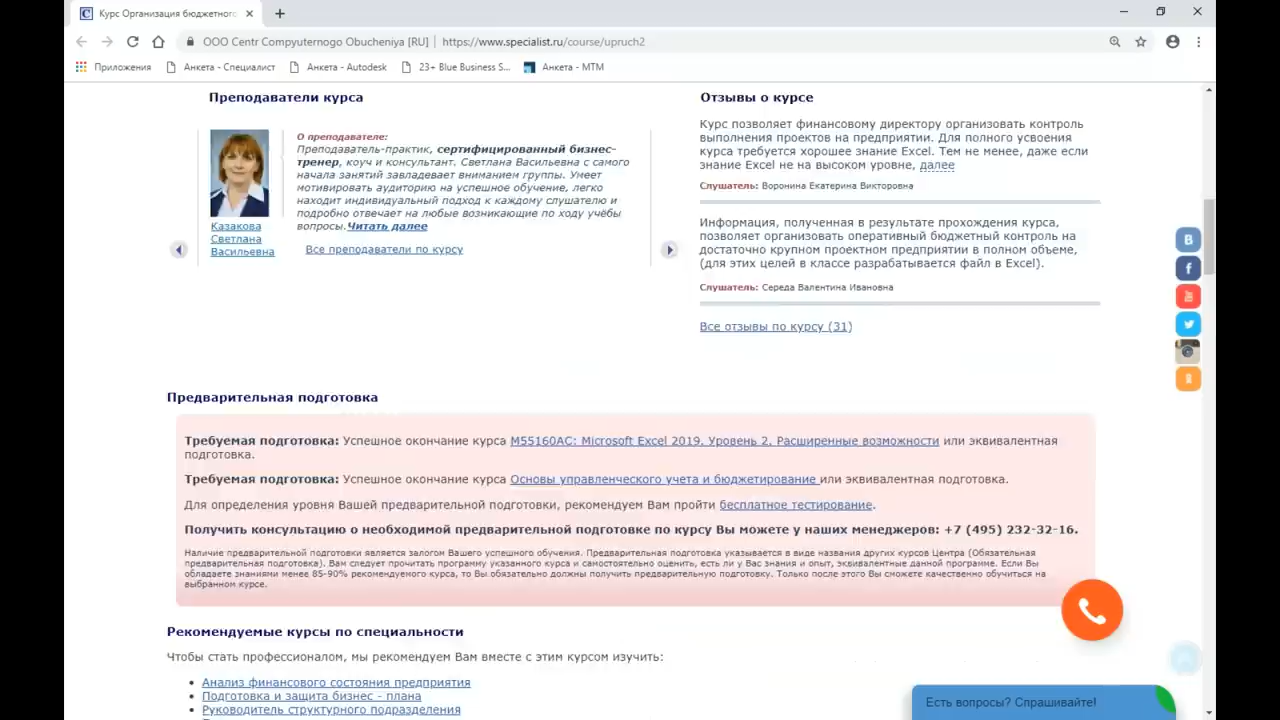 Курс Организация бюджетного
ООО Centr Compyuternogo Obucheniya [RU] | https://www.specialist.ru/course/upruch2
Приложения Анкета - Специалист Анкета - Autodesk 23+ Blue Business S... Анкета - МТМ
Преподаватели курса
О преподавателе:
Преподаватель-практик, сертифицированный бизнес-
тренер, коуч и консультант. Светлана Васильевна с самого
начала занятий завладевает вниманием группы. Умеет
мотивировать аудиторию на успешное обучение, легко
находит индивидуальный подход к каждому слушателю и
подробно отвечает на любые возникающие по ходу учёбы
вопросы.Читать далее
Казакова
Светлана
Васильевна
Все преподаватели по курсу
Отзывы о курсе
Курс позволяет финансовому директору организовать контроль
выполнения проектов на предприятии. Для полного усвоения
курса требуется хорошее знание Excel. Тем не менее, даже если
знание Excel не на высоком уровне, далее
Слушатель: Воронина Екатерина Викторовна
Информация, полученная в результате прохождения курса,
позволяет организовать оперативный бюджетный контроль на
достаточно крупном проектном предприятии в полном объеме,
(для этих целей в классе разрабатывается файл в Excel).
Слушатель: Середа Валентина Ивановна
Все отзывы по курсу (31)
Предварительная подготовка
Требуемая подготовка: Успешное окончание курса М55160АС: Microsoft Excel 2019. Уровень 2. Расширенные возможности или эквивалентная
подготовка.
Требуемая подготовка: Успешное окончание курса Основы управленческого учета и бюджетирование или эквивалентная подготовка.
Для определения уровня Вашей предварительной подготовки, рекомендуем Вам пройти бесплатное тестирование.
Получить консультацию о необходимой предварительной подготовке по курсу Вы можете у наших менеджеров: +7 (495) 232-32-16.
Наличие предварительной подготовки является залогом Вашего успешного обучения. Предварительная подготовка указывается в виде названия других курсов Центра (Обязательная
предварительная подготовка). Вам следует прочитать программу указанного курса и самостоятельно оценить, есть ли у Вас знания и опыт, эквивалентные данной программе. Если Вы
обладаете знаниями менее 85-90% рекомендуемого курса, то Вы обязательно должны получить предварительную подготовку. Только после этого Вы сможете качественно обучиться на
выбранном курсе.
Рекомендуемые курсы по специальности
Чтобы стать профессионалом, мы рекомендуем Вам вместе с этим курсом изучить:
Анализ финансового состояния предприятия
Подготовка и защита бизнес - плана
Руководитель структурного подразделения
Есть вопросы? Спрашивайте!